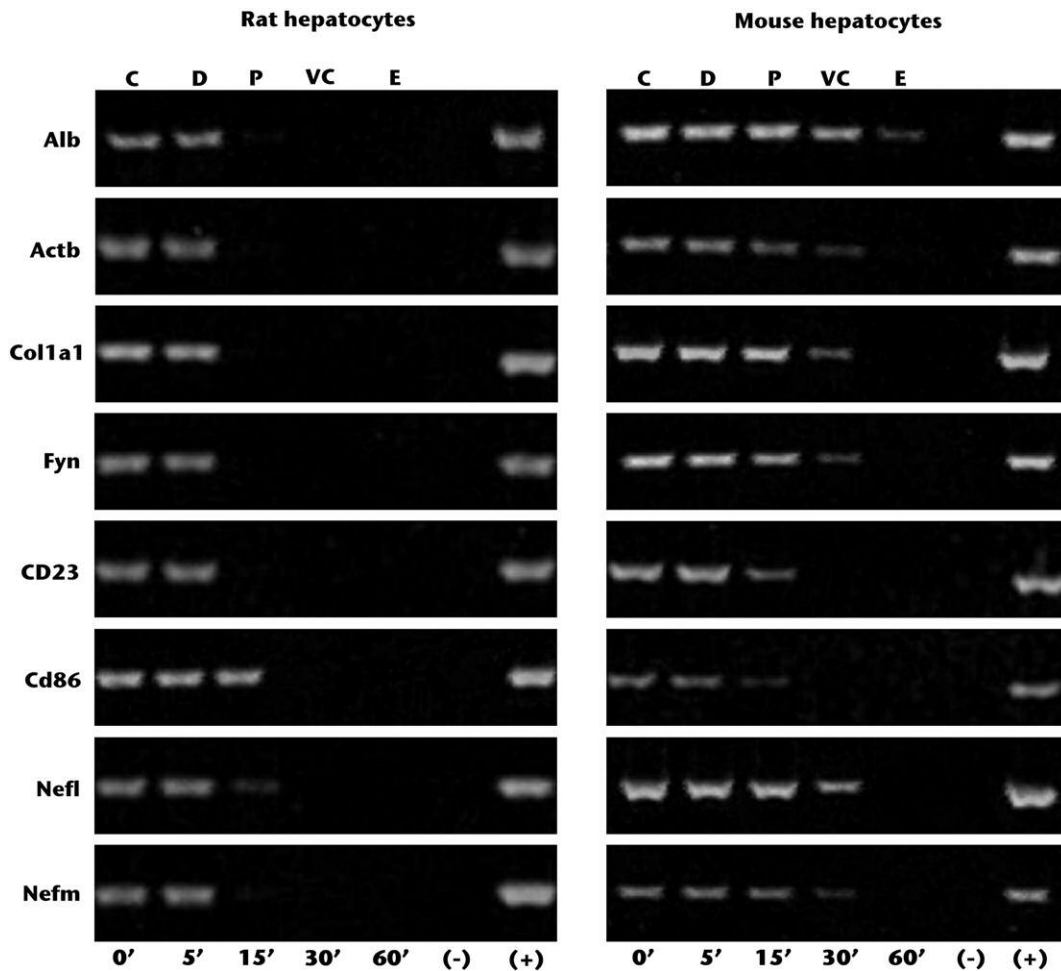 Rat hepatocytes
Mouse hepatocytes
C D P VC E
C D P VC E
Alb
Actb
Col1a1
Fyn
CD23
Cd86
Nefl
Nefm
0’ 5’ 15’ 30’ 60’ (-) (+)
0’ 5’ 15’ 30’ 60’ (-) (+)